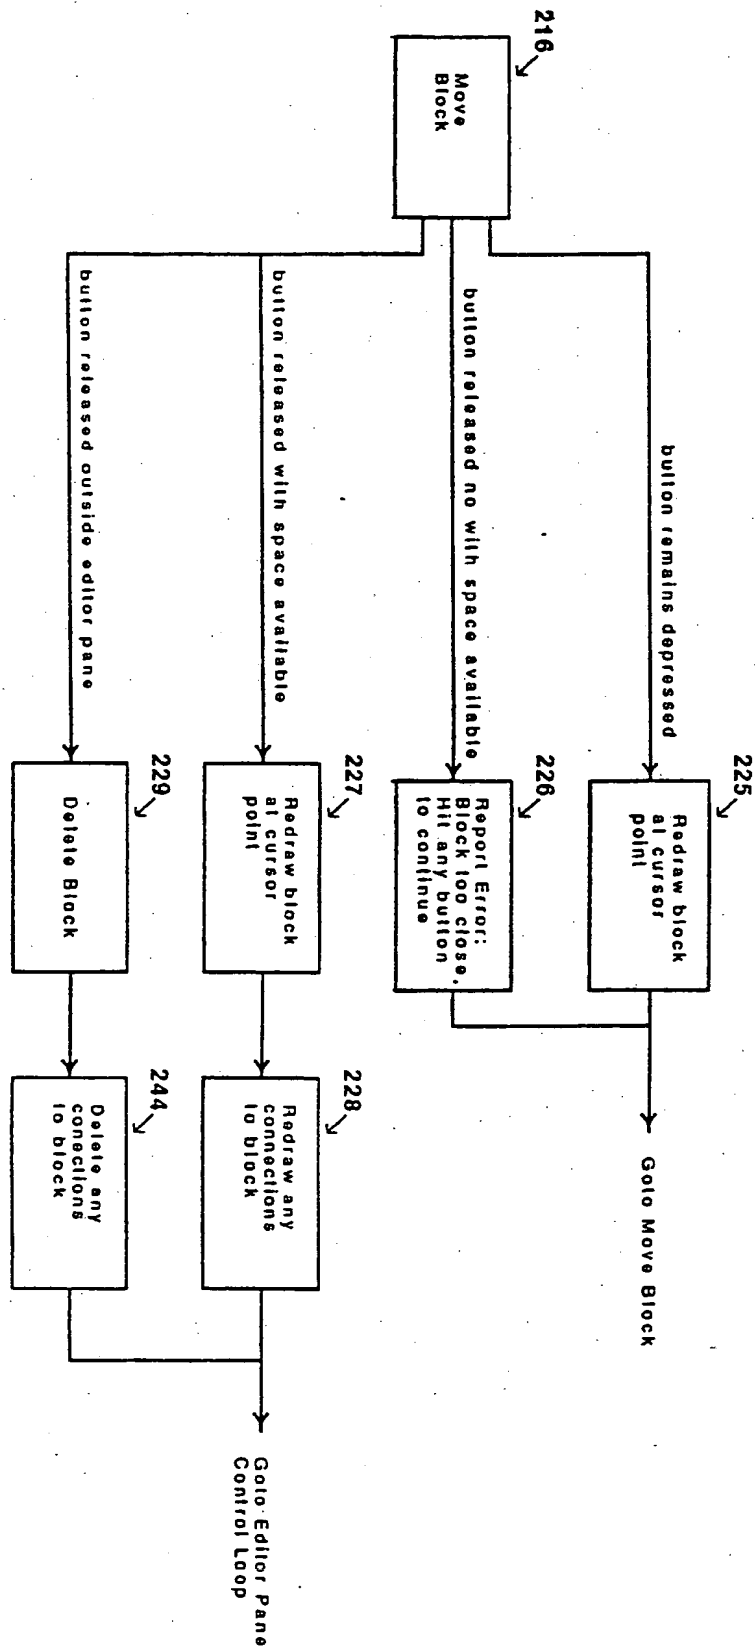 216
Move
Block
button remains depressed
225
Redraw block
at cursor
point
Goto Move Block
button released no with space available
226
Report Error:
Block too close.
Hit any button
to continue
button released with space available
227
Redraw block
at cursor
point
228
Redraw any
connections
to block
Goto Editor Pane
Control Loop
button released outside editor pane
229
Delete Block
244
Delete any
conections
to block